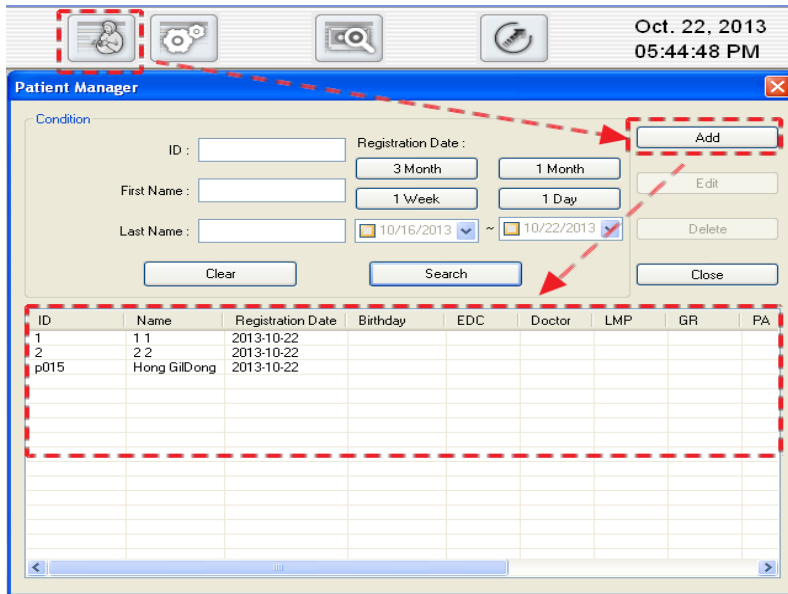 Oct. 22, 2013
05:44:48 PM
Patient Manager
Condition
ID :
Registration Date :
Add
3 Month
1 Month
First Name :
Edit
1 Week
1 Day
Last Name :
10/16/2013 ~ 10/22/2013
Delete
Clear
Search
Close
ID Name Registration Date Birthday EDC Doctor LMP GR PA
1 1 1 2013-10-22
2 2 2 2013-10-22
p015 Hong GilDong 2013-10-22